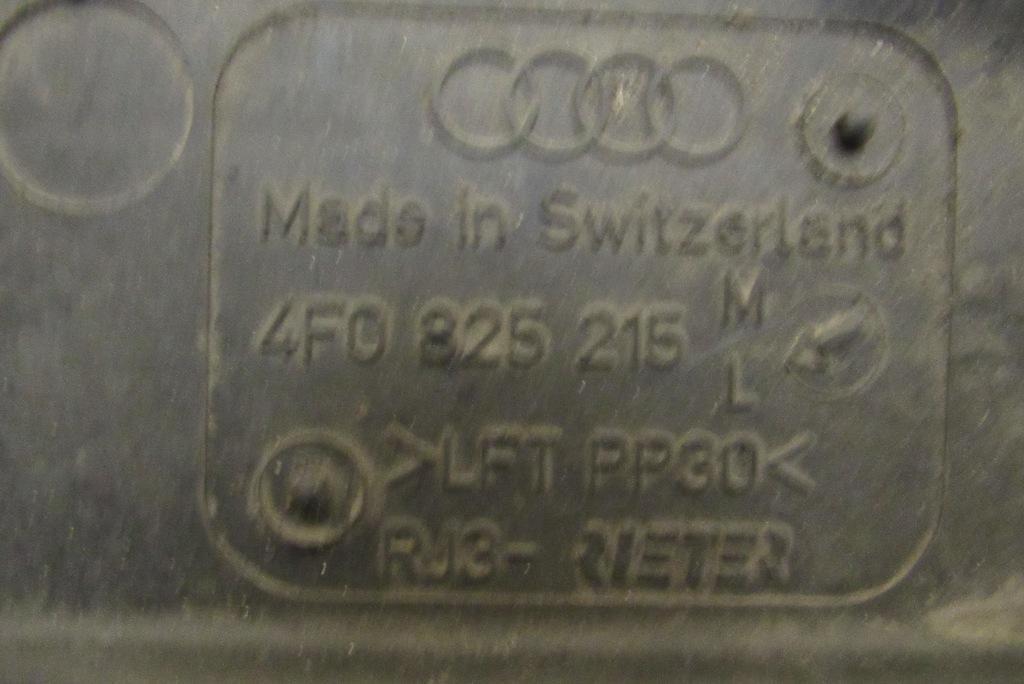 Made in Switzerland
4F0 825 215 M
L
>LFT PP30<
RJ3- RIETER